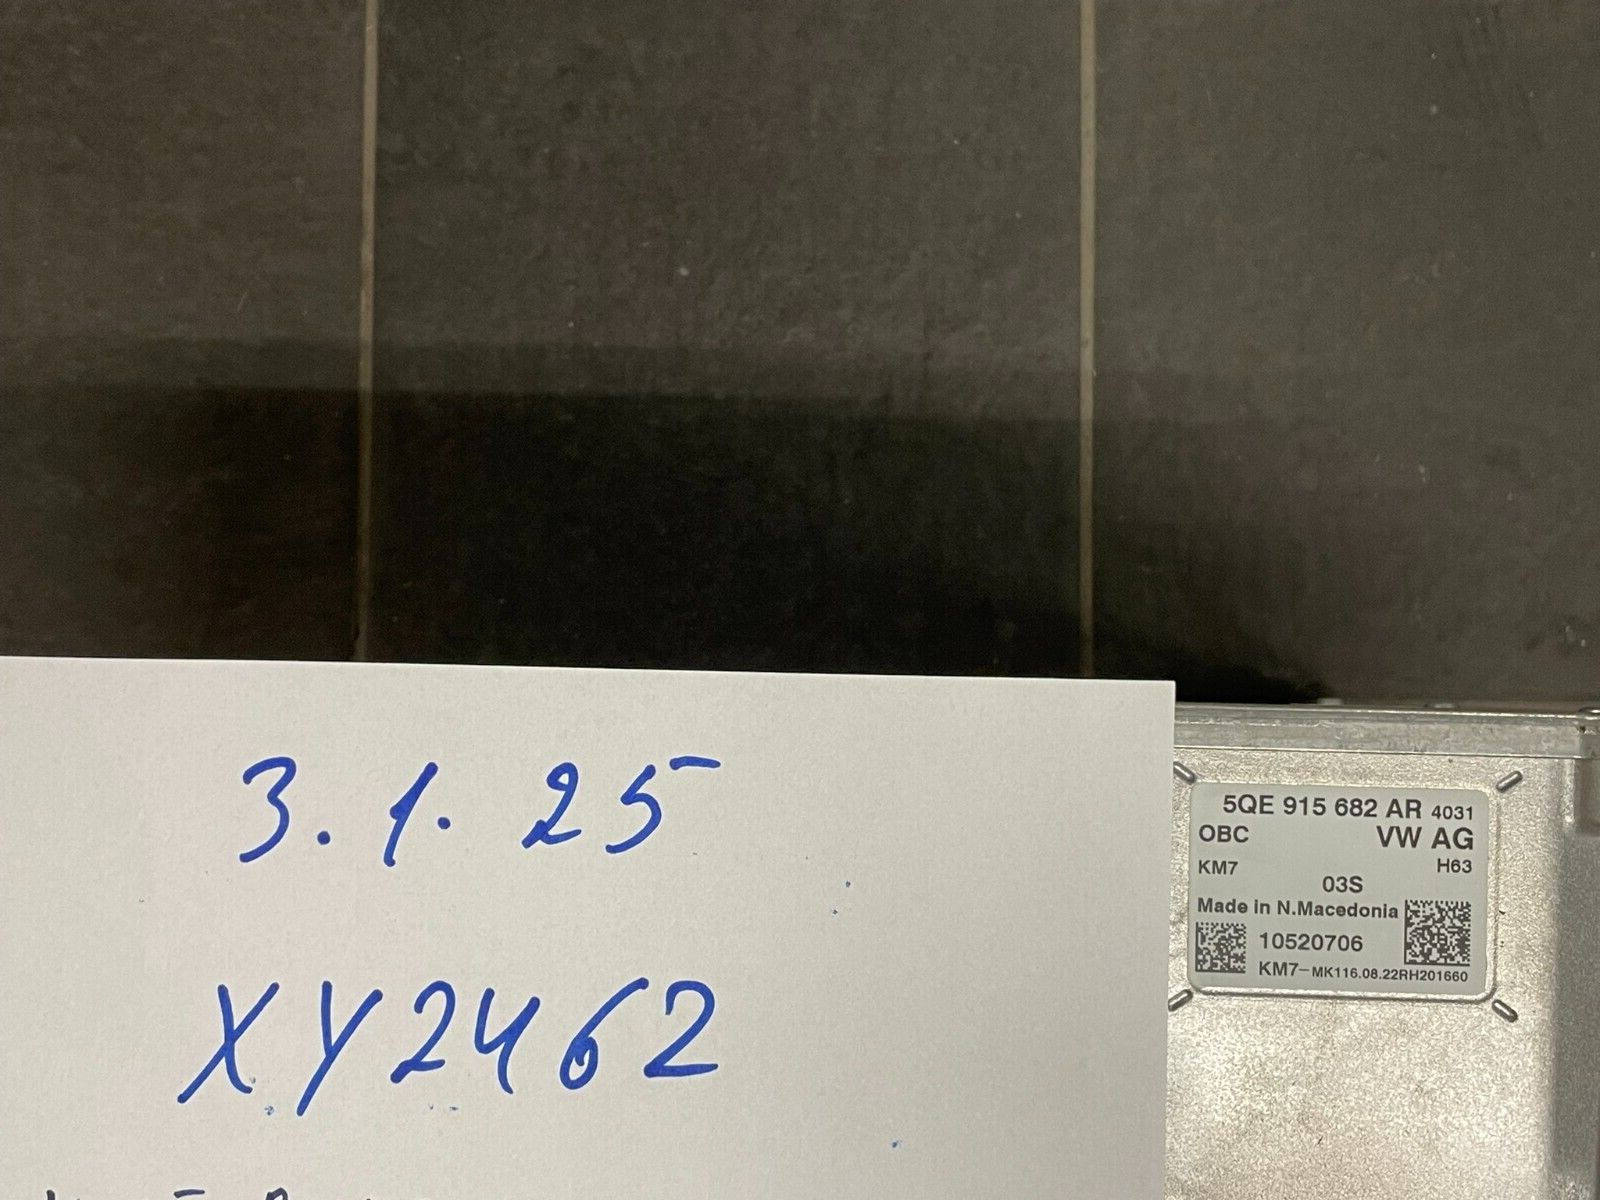 3.1.25
XY2462
5QE 915 682 AR 4031
OBC VW AG
KM7 H63
03S
Made in N.Macedonia
10520706
KM7-MK116.08.22RH201660